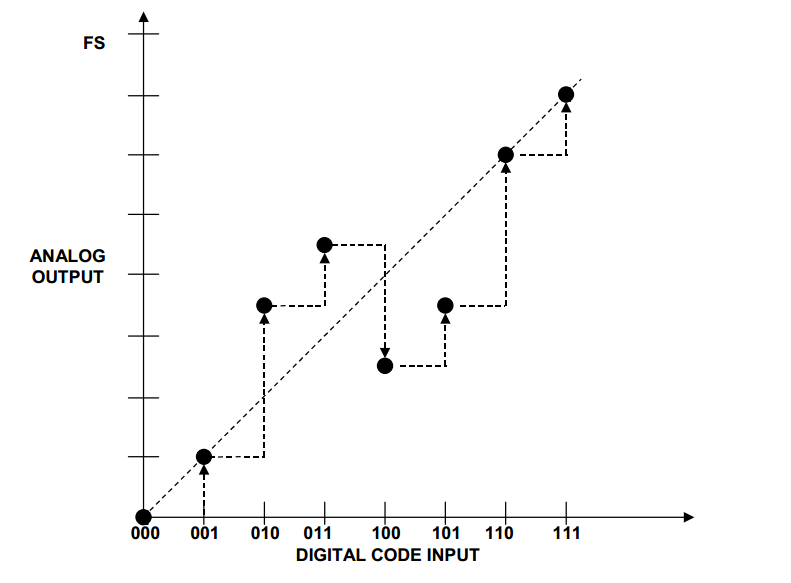 FS
ANALOG
OUTPUT
000 001 010 011 100 101 110 111
DIGITAL CODE INPUT